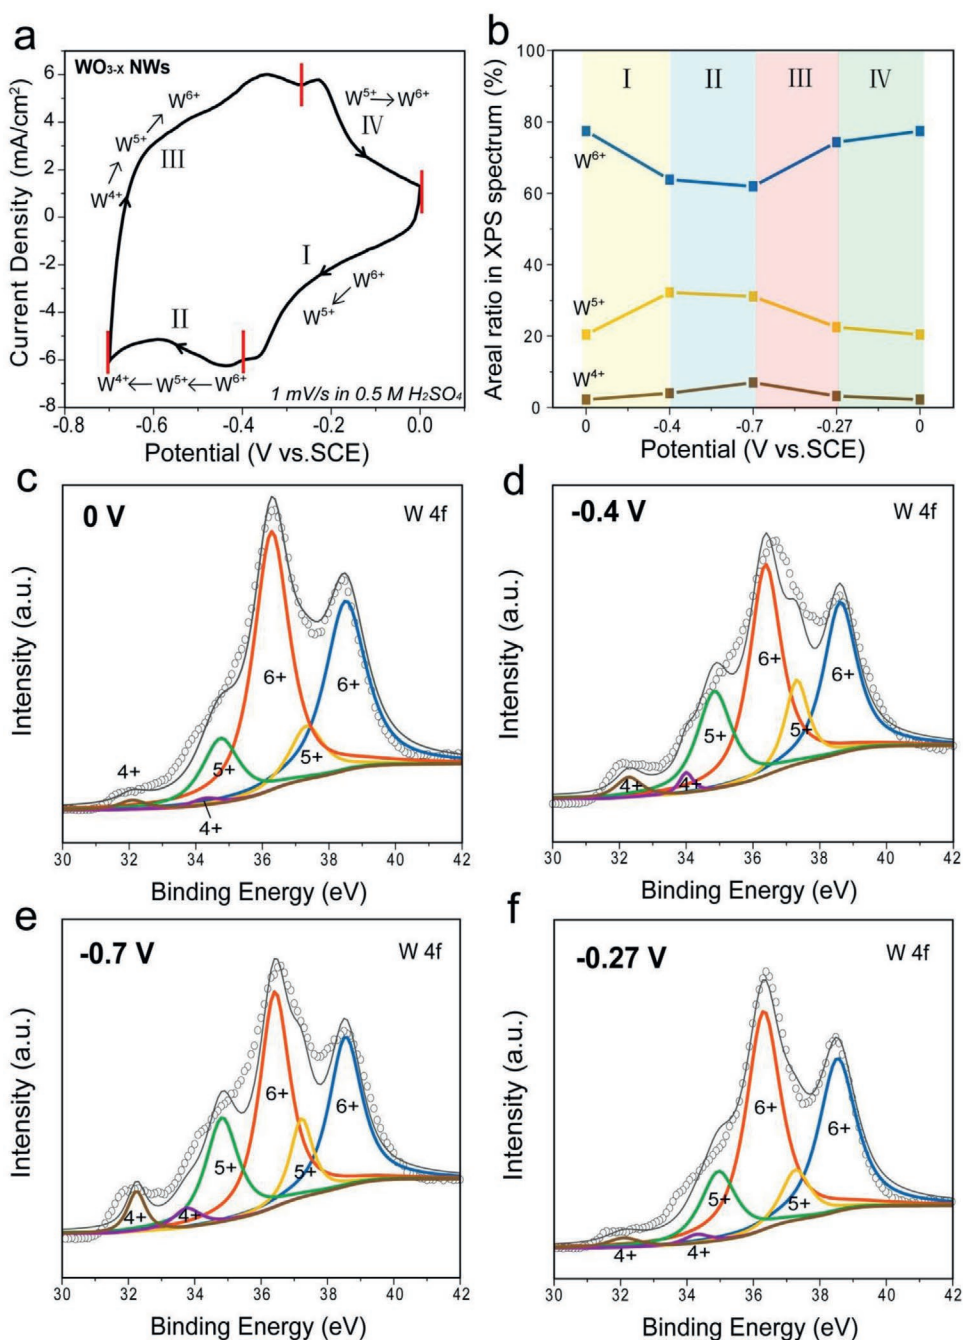 a
WO₃₋ₓ NWs
Current Density (mA/cm²)
6
4
2
0
-2
-4
-6
-8
W⁴⁺ → W⁵⁺ → W⁶⁺
III
W⁵⁺ → W⁶⁺
IV
I
W⁶⁺
W⁵⁺ ←
II
W⁴⁺ ← W⁵⁺ ← W⁶⁺
1 mV/s in 0.5 M H₂SO₄
-0.8 -0.6 -0.4 -0.2 0.0
Potential (V vs.SCE)
b
Areal ratio in XPS spectrum (%)
100
80
60
40
20
0
I II III IV
W⁶⁺
W⁵⁺
W⁴⁺
0 -0.4 -0.7 -0.27 0
Potential (V vs.SCE)
c
0 V
W 4f
Intensity (a.u.)
6+
6+
5+
5+
4+
4+
30 32 34 36 38 40 42
Binding Energy (eV)
d
-0.4 V
W 4f
Intensity (a.u.)
6+
6+
5+
5+
4+
4+
30 32 34 36 38 40 42
Binding Energy (eV)
e
-0.7 V
W 4f
Intensity (a.u.)
6+
6+
5+
5+
4+
4+
30 32 34 36 38 40 42
Binding Energy (eV)
f
-0.27 V
W 4f
Intensity (a.u.)
6+
6+
5+
5+
4+
4+
30 32 34 36 38 40 42
Binding Energy (eV)